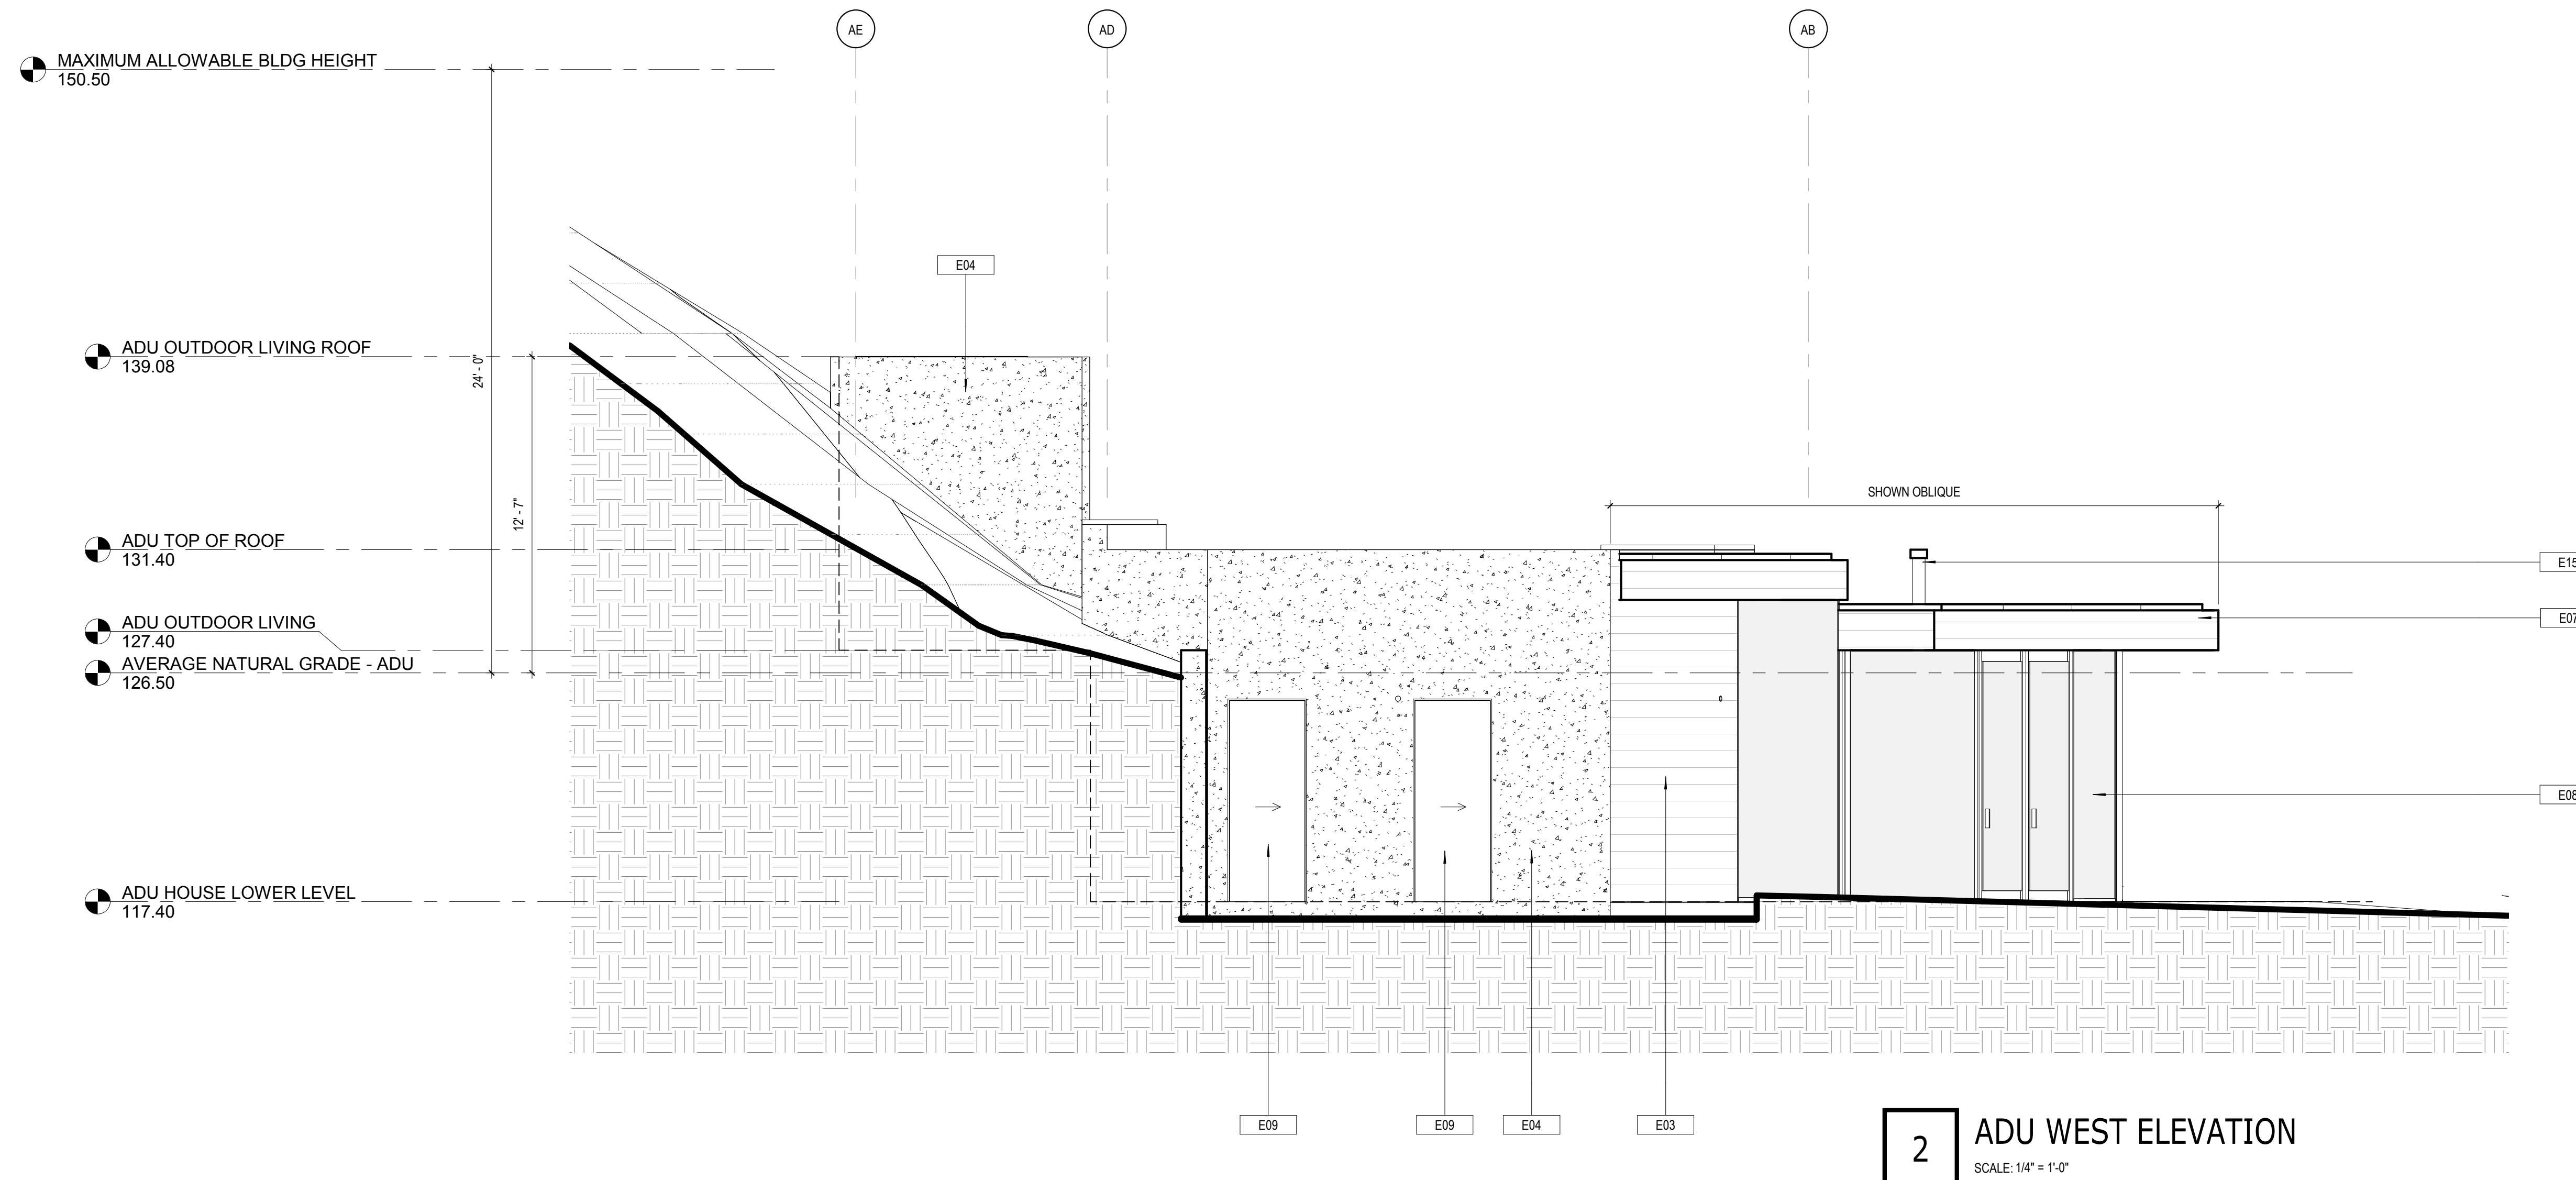 AE
AD
AB
MAXIMUM ALLOWABLE BLDG HEIGHT
150.50
E04
ADU OUTDOOR LIVING ROOF
139.08
24' - 0"
12' - 7"
SHOWN OBLIQUE
ADU TOP OF ROOF
131.40
E15
ADU OUTDOOR LIVING
127.40
E07
AVERAGE NATURAL GRADE - ADU
126.50
E08
ADU HOUSE LOWER LEVEL
117.40
E09
E09
E04
E03
2
ADU WEST ELEVATION
SCALE: 1/4" = 1'-0"